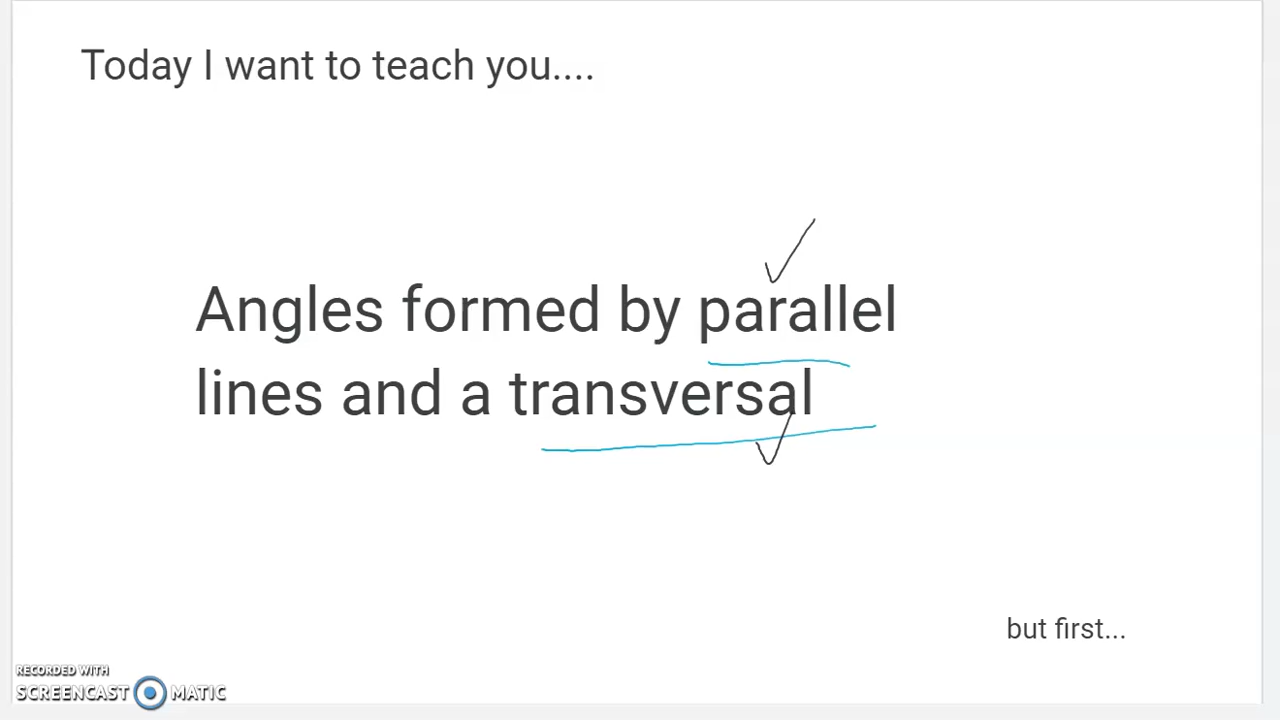 Today I want to teach you....
Angles formed by parallel
lines and a transversal
but first...
RECORDED WITH
SCREENCAST MATIC